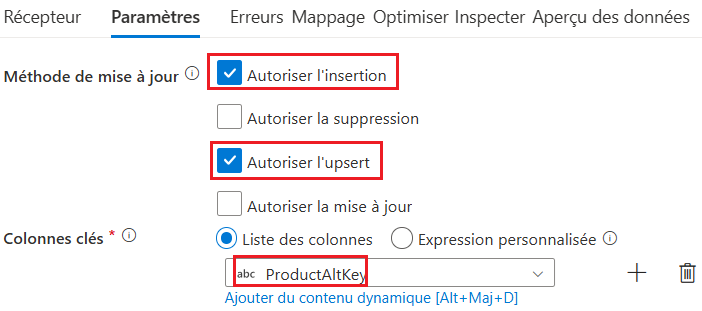 Récepteur Paramètres Erreurs Mappage Optimiser Inspecter Aperçu des données
Méthode de mise à jour Autoriser l'insertion
Autoriser la suppression
Autoriser l'upsert
Autoriser la mise à jour
Colonnes clés * Liste des colonnes Expression personnalisée
abc ProductAltKey
Ajouter du contenu dynamique [Alt+Maj+D]